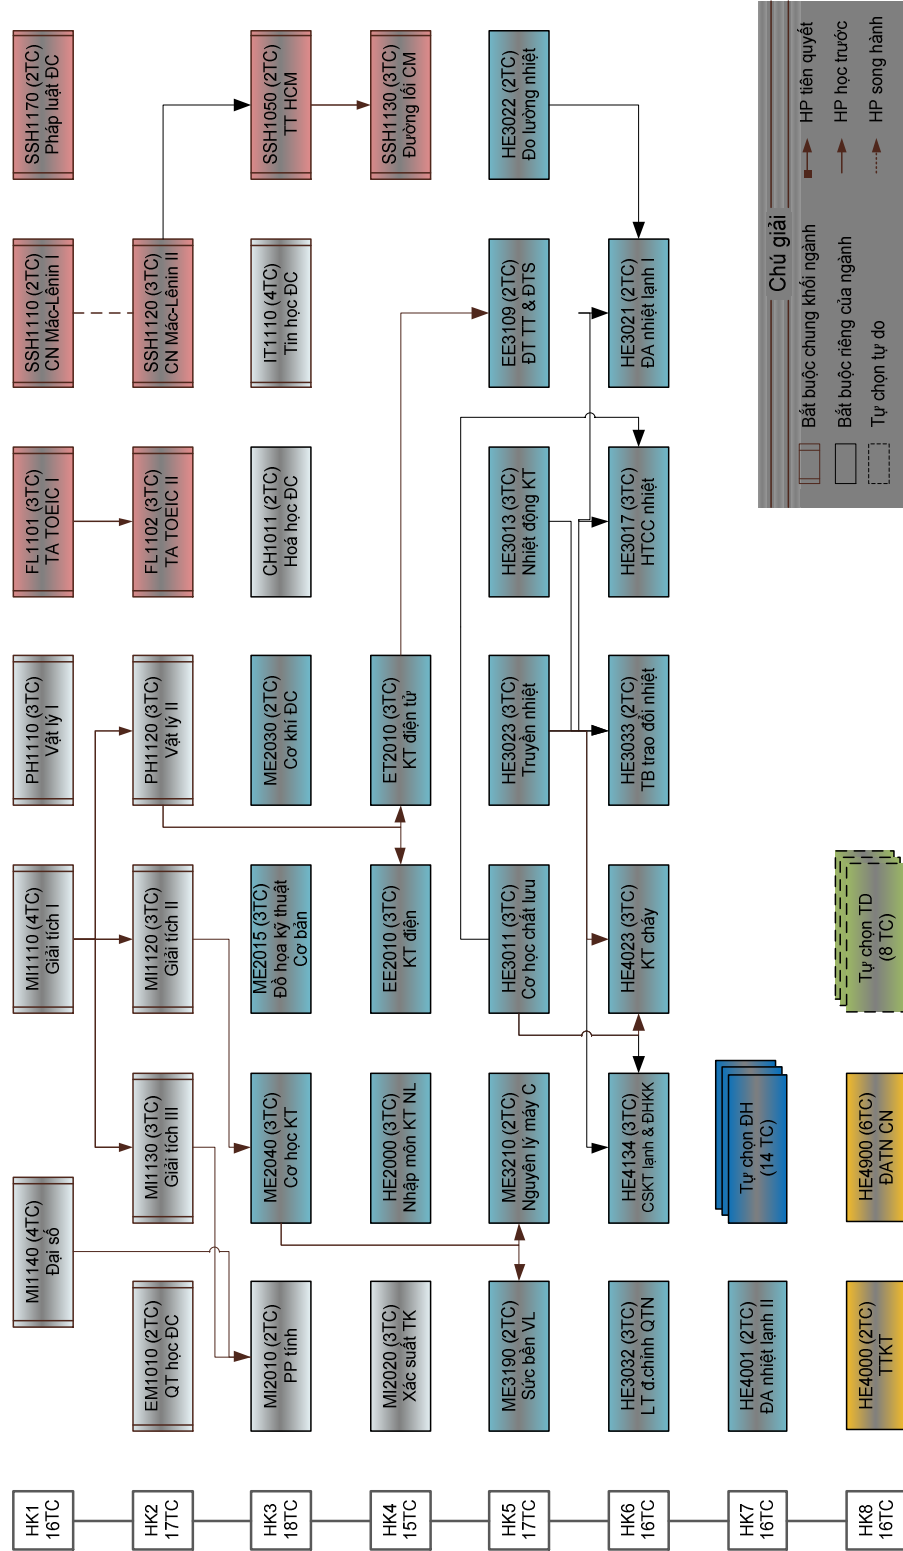 HK1
16TC
MI1140 (4TC)
Đại số
MI1110 (4TC)
Giải tích I
PH1110 (3TC)
Vật lý I
FL1101 (3TC)
TA TOEIC I
SSH1110 (2TC)
CN Mác-Lênin I
SSH1170 (2TC)
Pháp luật ĐC
HK2
17TC
EM1010 (2TC)
QT học ĐC
MI1130 (3TC)
Giải tích III
MI1120 (3TC)
Giải tích II
PH1120 (3TC)
Vật lý II
FL1102 (3TC)
TA TOEIC II
SSH1120 (3TC)
CN Mác-Lênin II
HK3
18TC
MI2010 (2TC)
PP tính
ME2040 (3TC)
Cơ học KT
ME2015 (3TC)
Đồ họa kỹ thuật
Cơ bản
ME2030 (2TC)
Cơ khí ĐC
CH1011 (2TC)
Hoá học ĐC
IT1110 (4TC)
Tin học ĐC
SSH1050 (2TC)
TT HCM
HK4
15TC
MI2020 (3TC)
Xác suất TK
HE2000 (3TC)
Nhập môn KT NL
EE2010 (3TC)
KT điện
ET2010 (3TC)
KT điện tử
SSH1130 (3TC)
Đường lối CM
HK5
17TC
ME3190 (2TC)
Sức bền VL
ME3210 (2TC)
Nguyên lý máy C
HE3011 (3TC)
Cơ học chất lưu
HE3023 (3TC)
Truyền nhiệt
HE3013 (3TC)
Nhiệt động KT
EE3109 (2TC)
ĐT TT & ĐTS
HE3022 (2TC)
Đo lường nhiệt
HK6
16TC
HE3032 (3TC)
LT đ.chỉnh QTN
HE4134 (3TC)
CSKT lạnh & ĐHKK
HE4023 (3TC)
KT cháy
HE3033 (2TC)
TB trao đổi nhiệt
HE3017 (3TC)
HTCC nhiệt
HE3021 (2TC)
ĐA nhiệt lạnh I
HK7
16TC
HE4001 (2TC)
ĐA nhiệt lạnh II
Tự chọn ĐH
(14 TC)
HK8
16TC
HE4000 (2TC)
TTKT
HE4900 (6TC)
ĐATN CN
Tự chọn TD
(8 TC)
Chú giải
Bắt buộc chung khối ngành
HP tiên quyết
Bắt buộc riêng của ngành
HP học trước
Tự chọn tự do
HP song hành